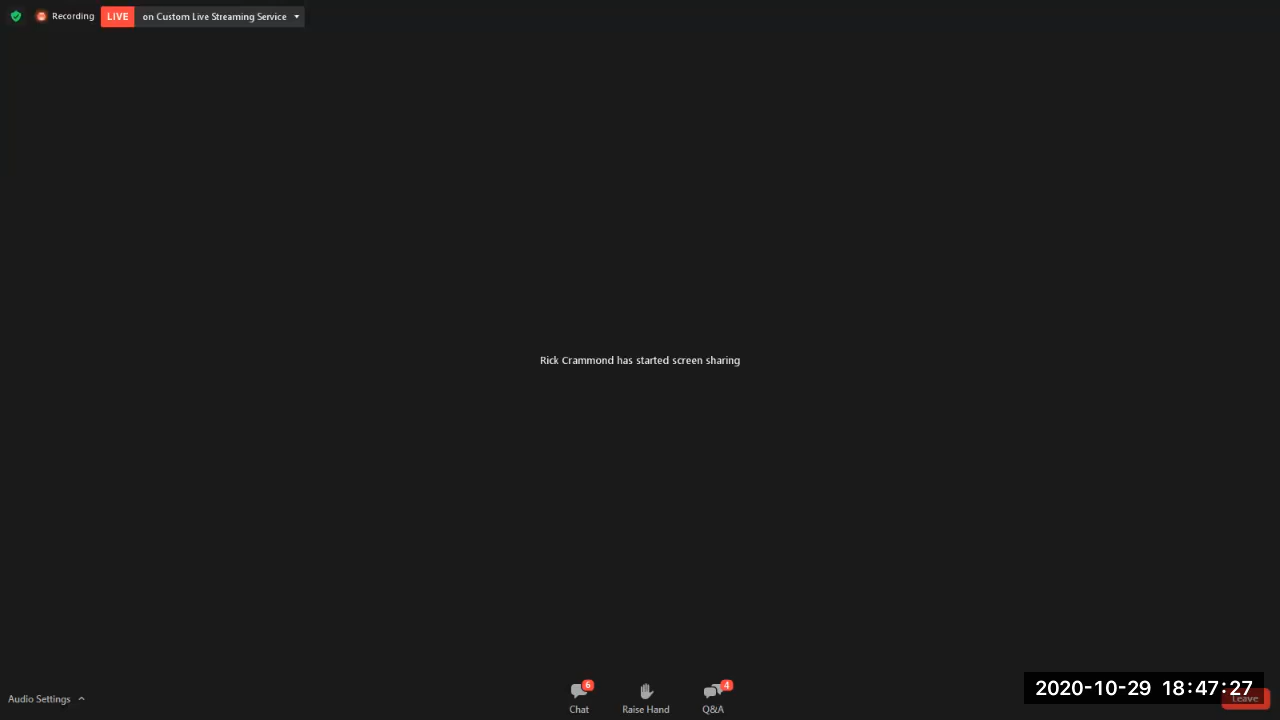 Recording LIVE on Custom Live Streaming Service
Rick Crammond has started screen sharing
6
4
2020-10-29 18:47:27
Leave
Audio Settings
Chat
Raise Hand
Q&A